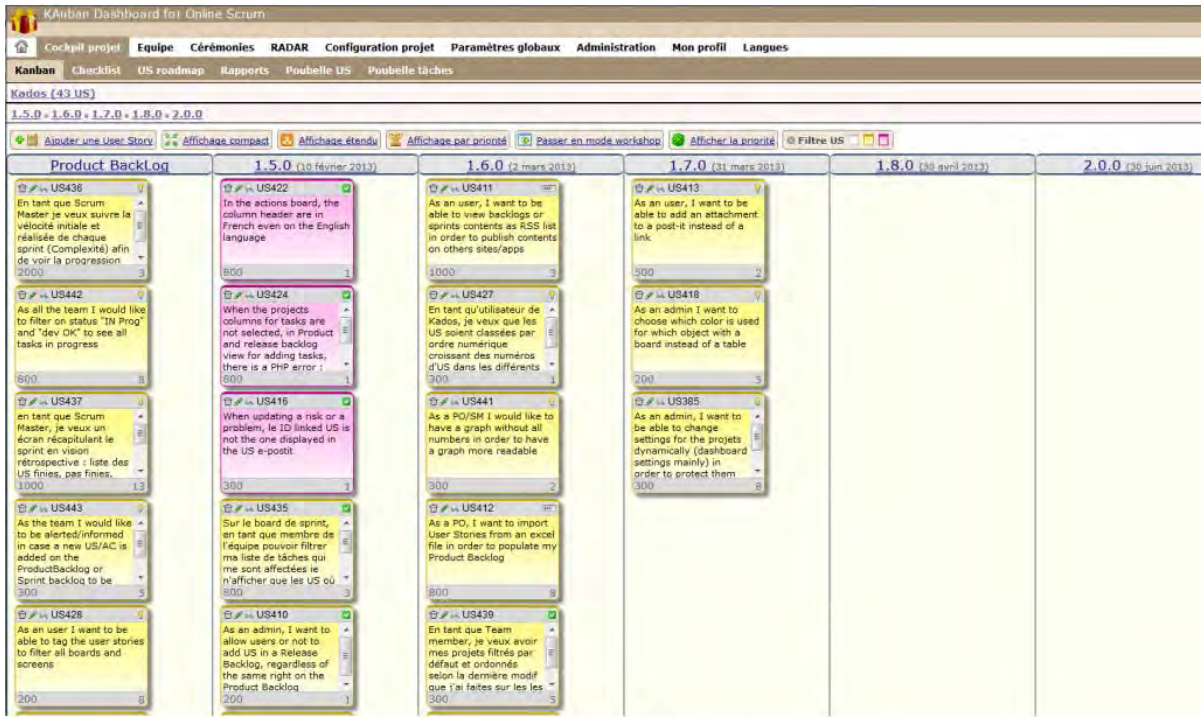 KAnban Dashboard for Online Scrum
Cockpit projet Equipe Cérémonies RADAR Configuration projet Paramètres globaux Administration Mon profil Langues
Kanban Checklist US roadmap Rapports Poubelle US Poubelle tâches
Kados (43 US)
1.5.0 - 1.6.0 - 1.7.0 - 1.8.0 - 2.0.0
Ajouter une User Story Affichage compact Affichage étendu Affichage par priorité Passer en mode workshop Afficher la priorité Filtre US
Product BackLog
US436
En tant que Scrum
Master je veux suivre la
vélocité initiale et
réalisée de chaque
sprint (Complexité) afin
de voir la progression
2000 3
US442
As all the team I would like
to filter on status "IN Prog"
and "dev OK" to see all
tasks in progress
800 8
US437
en tant que Scrum
Master, je veux un
écran récapitulant le
sprint en vision
rétrospective : liste des
US finies, pas finies,
1000 13
US443
As the team I would like
to be alerted/informed
in case a new US/AC is
added on the
ProductBacklog or
Sprint backlog to be
300 5
US428
As an user I want to be
able to tag the user stories
to filter all boards and
screens
200 8
1.5.0 (10 février 2013)
US422
In the actions board, the
column header are in
French even on the English
language
800 1
US424
When the projects
columns for tasks are
not selected, in Product
and release backlog
view for adding tasks,
there is a PHP error :
800 1
US416
When updating a risk or a
problem, le ID linked US is
not the one displayed in
the US e-postit
300 1
US435
Sur le board de sprint,
en tant que membre de
l'équipe pouvoir filtrer
ma liste de tâches qui
me sont affectées ie
n'afficher que les US où
800 3
US410
As an admin, I want to
allow users or not to
add US in a Release
Backlog, regardless of
the same right on the
Product Backlog
200 1
1.6.0 (2 mars 2013)
US411
As an user, I want to be
able to view backlogs or
sprints contents as RSS list
in order to publish contents
on others sites/apps
1000 3
US427
En tant qu'utilisateur de
Kados, je veux que les
US soient classées par
ordre numérique
croissant des numéros
d'US dans les différents
300 1
US441
As a PO/SM I would like to
have a graph without all
numbers in order to have
a graph more readable
300 2
US412
As a PO, I want to import
User Stories from an excel
file in order to populate my
Product Backlog
800 8
US439
En tant que Team
member, je veux avoir
mes projets filtrés par
défaut et ordonnés
selon la dernière modif
que j'ai faites sur les les
300 5
1.7.0 (31 mars 2013)
US413
As an user, I want to be
able to add an attachment
to a post-it instead of a
link
500 2
US418
As an admin I want to
choose which color is used
for which object with a
board instead of a table
200 5
US385
As an admin, I want to
be able to change
settings for the projets
dynamically (dashboard
settings mainly) in
order to protect them
300 8
1.8.0 (30 avril 2013)
2.0.0 (30 juin 2013)